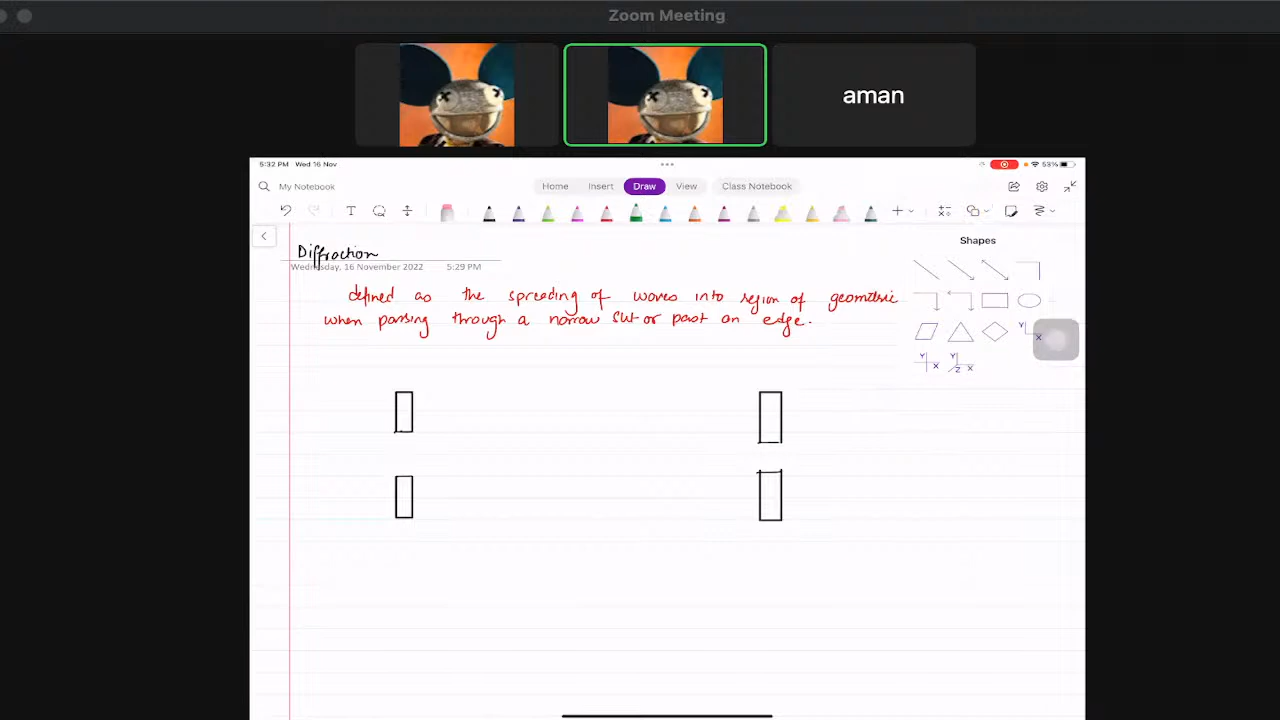 Zoom Meeting
aman
5:32 PM Wed 16 Nov
53%
My Notebook
Home Insert Draw View Class Notebook
T
Shapes
Diffraction
Wednesday, 16 November 2022 5:29 PM
defined as the spreading of waves into region of geometric
when passing through a narrow slit or past an edge.
Y X
Y X
Y Z X